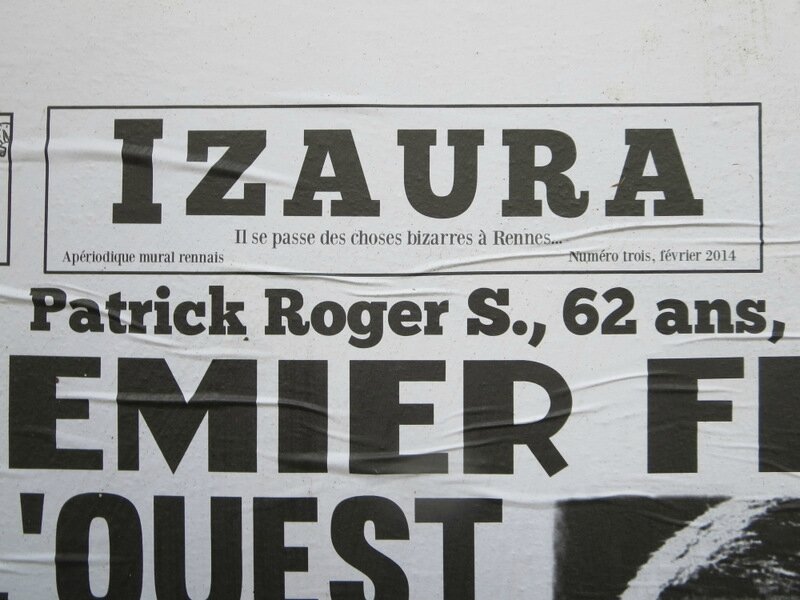 IZAURA
Il se passe des choses bizarres à Rennes...
Apériodique mural rennais
Numéro trois, février 2014
Patrick Roger S., 62 ans,
EMIER F
'OUEST